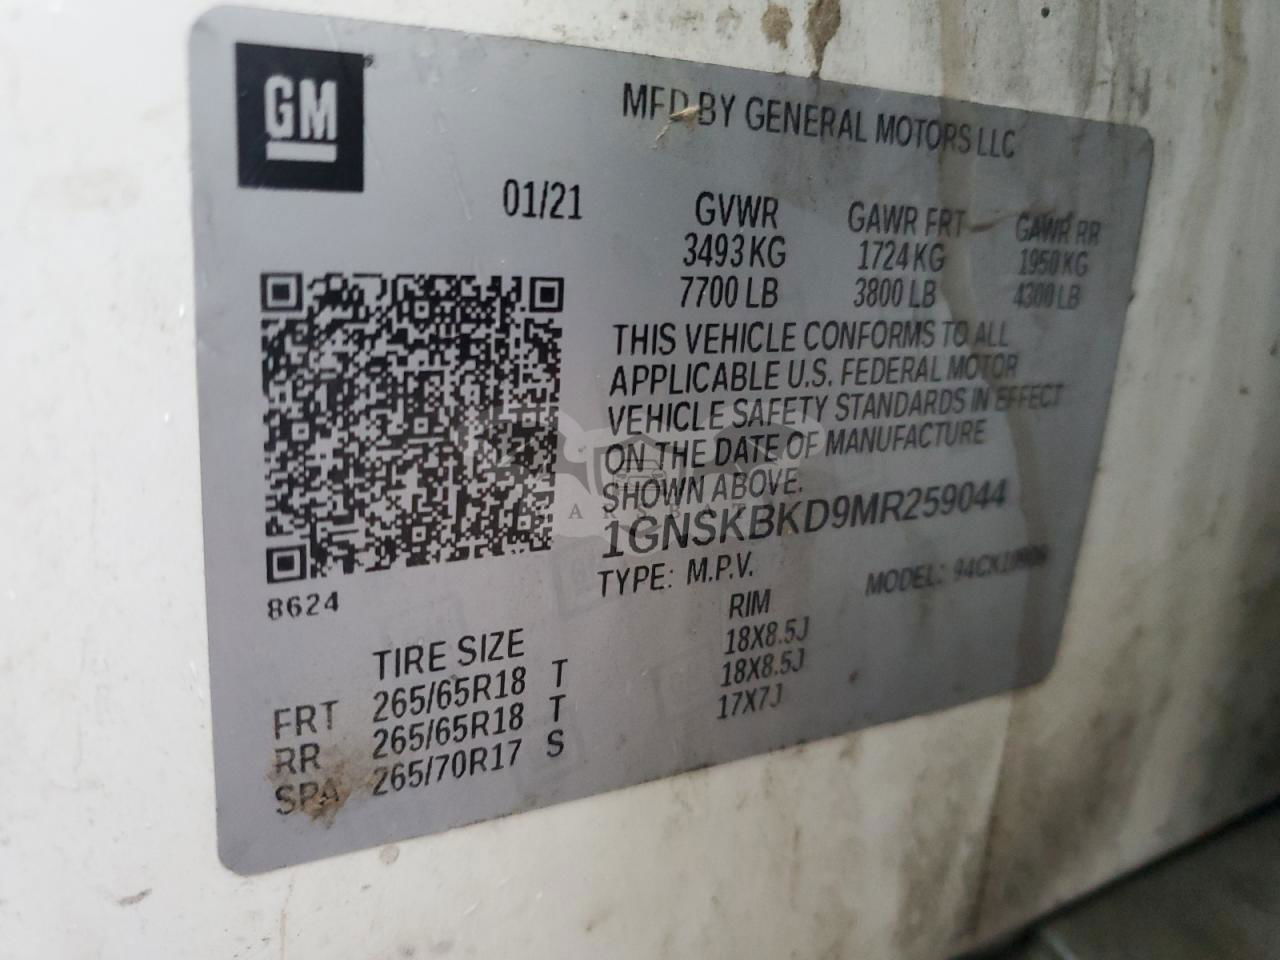 GM
MFD BY GENERAL MOTORS LLC
01/21
GVWR GAWR FRT GAWR RR
3493 KG 1724 KG 1950 KG
7700 LB 3800 LB 4300 LB
THIS VEHICLE CONFORMS TO ALL
APPLICABLE U.S. FEDERAL MOTOR
VEHICLE SAFETY STANDARDS IN EFFECT
ON THE DATE OF MANUFACTURE
SHOWN ABOVE.
1GNSKBKD9MR259044
TYPE: M.P.V. MODEL:
8624
TIRE SIZE RIM
FRT 265/65R18 T 18X8.5J
RR 265/65R18 T 18X8.5J
SPA 265/70R17 S 17X7J